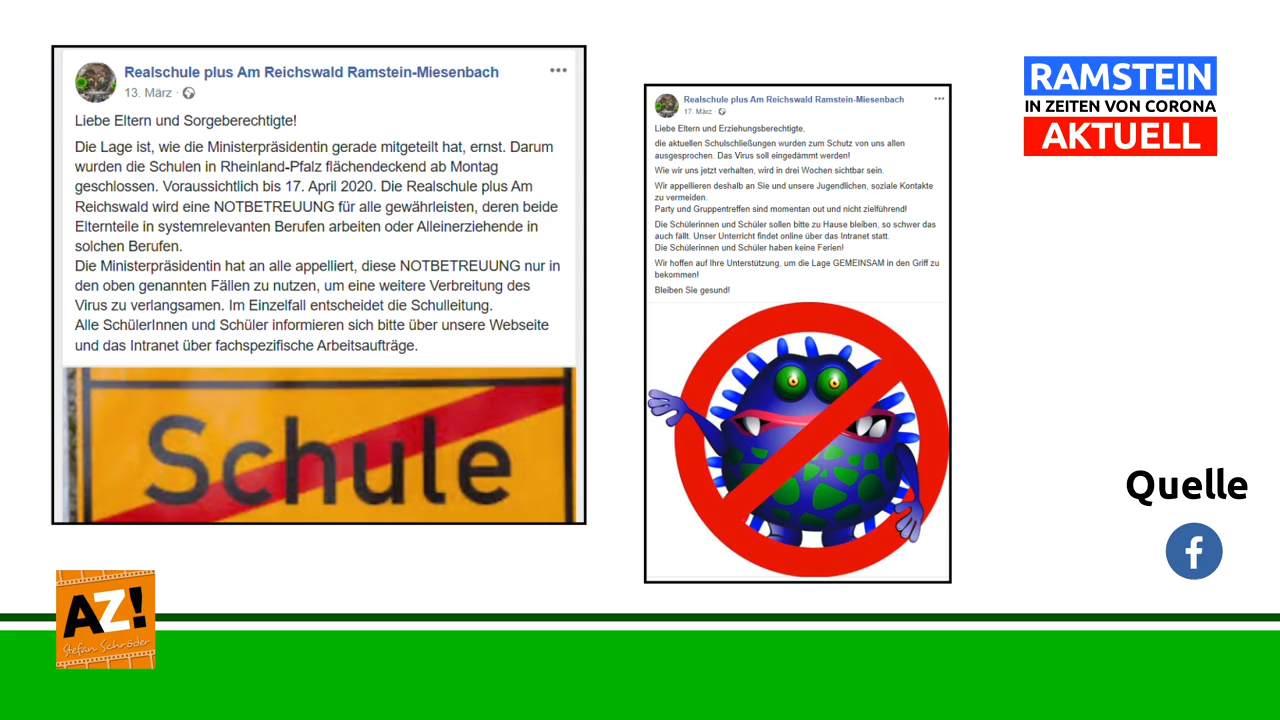 Realschule plus Am Reichswald Ramstein-Miesenbach
13. März
Liebe Eltern und Sorgeberechtigte!
Die Lage ist, wie die Ministerpräsidentin gerade mitgeteilt hat, ernst. Darum
wurden die Schulen in Rheinland-Pfalz flächendeckend ab Montag
geschlossen. Voraussichtlich bis 17. April 2020. Die Realschule plus Am
Reichswald wird eine NOTBETREUUNG für alle gewährleisten, deren beide
Elternteile in systemrelevanten Berufen arbeiten oder Alleinerziehende in
solchen Berufen.
Die Ministerpräsidentin hat an alle appelliert, diese NOTBETREUUNG nur in
den oben genannten Fällen zu nutzen, um eine weitere Verbreitung des
Virus zu verlangsamen. Im Einzelfall entscheidet die Schulleitung.
Alle SchülerInnen und Schüler informieren sich bitte über unsere Webseite
und das Intranet über fachspezifische Arbeitsaufträge.
Schule
Realschule plus Am Reichswald Ramstein-Miesenbach
17. März
Liebe Eltern und Erziehungsberechtigte,
die aktuellen Schulschließungen wurden zum Schutz von uns allen
ausgesprochen. Das Virus soll eingedämmt werden!
Wie wir uns jetzt verhalten, wird in drei Wochen sichtbar sein.
Wir appellieren deshalb an Sie und unsere Jugendlichen, soziale Kontakte
zu vermeiden.
Party und Gruppentreffen sind momentan out und nicht zielführend!
Die Schülerinnen und Schüler sollen bitte zu Hause bleiben, so schwer das
auch fällt. Unser Unterricht findet online über das Intranet statt.
Die Schülerinnen und Schüler haben keine Ferien!
Wir hoffen auf Ihre Unterstützung, um die Lage GEMEINSAM in den Griff zu
bekommen!
Bleiben Sie gesund!
RAMSTEIN
IN ZEITEN VON CORONA
AKTUELL
Quelle
f
AZ!
Stefan Schröder